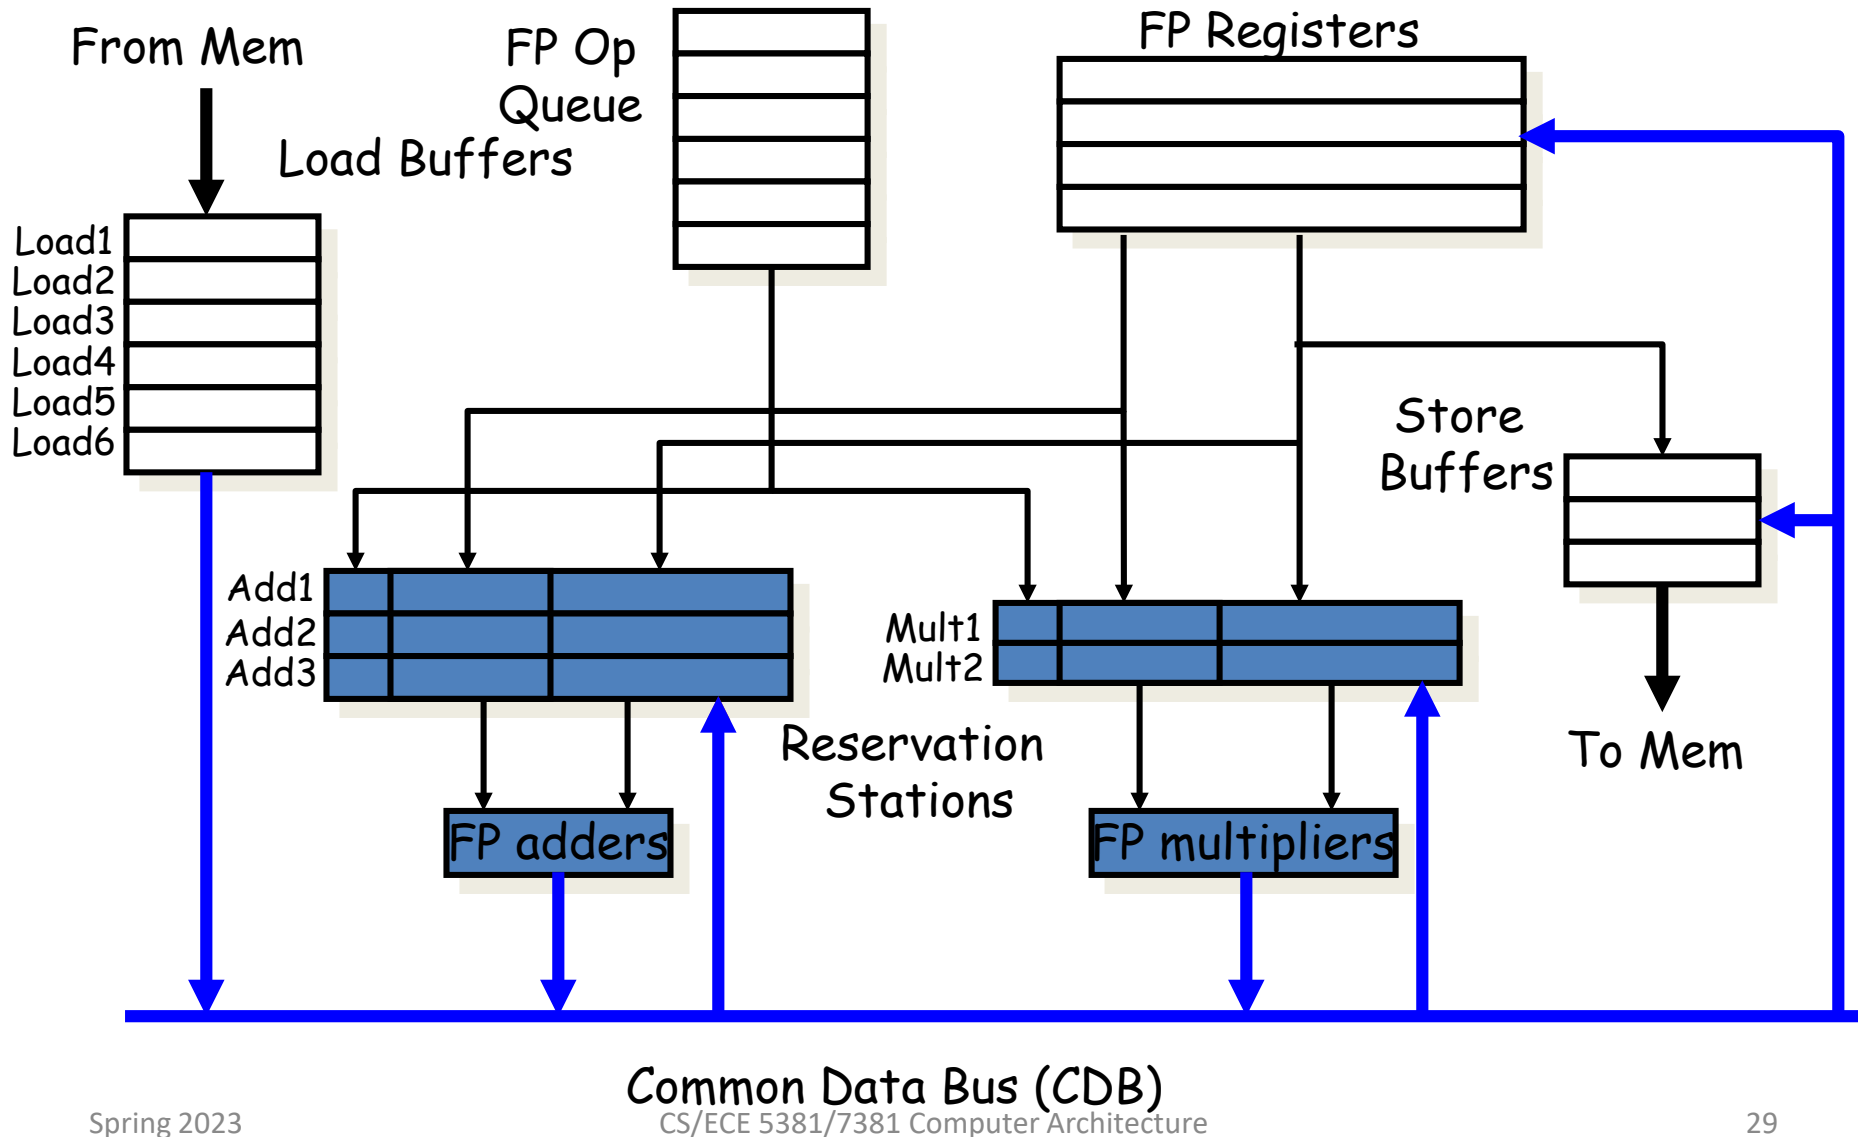 From Mem
FP Op
Queue
FP Registers
Load Buffers
Load1
Load2
Load3
Load4
Load5
Load6
Store
Buffers
Add1
Add2
Add3
Mult1
Mult2
Reservation
Stations
To Mem
FP adders
FP multipliers
Common Data Bus (CDB)
Spring 2023
CS/ECE 5381/7381 Computer Architecture
29